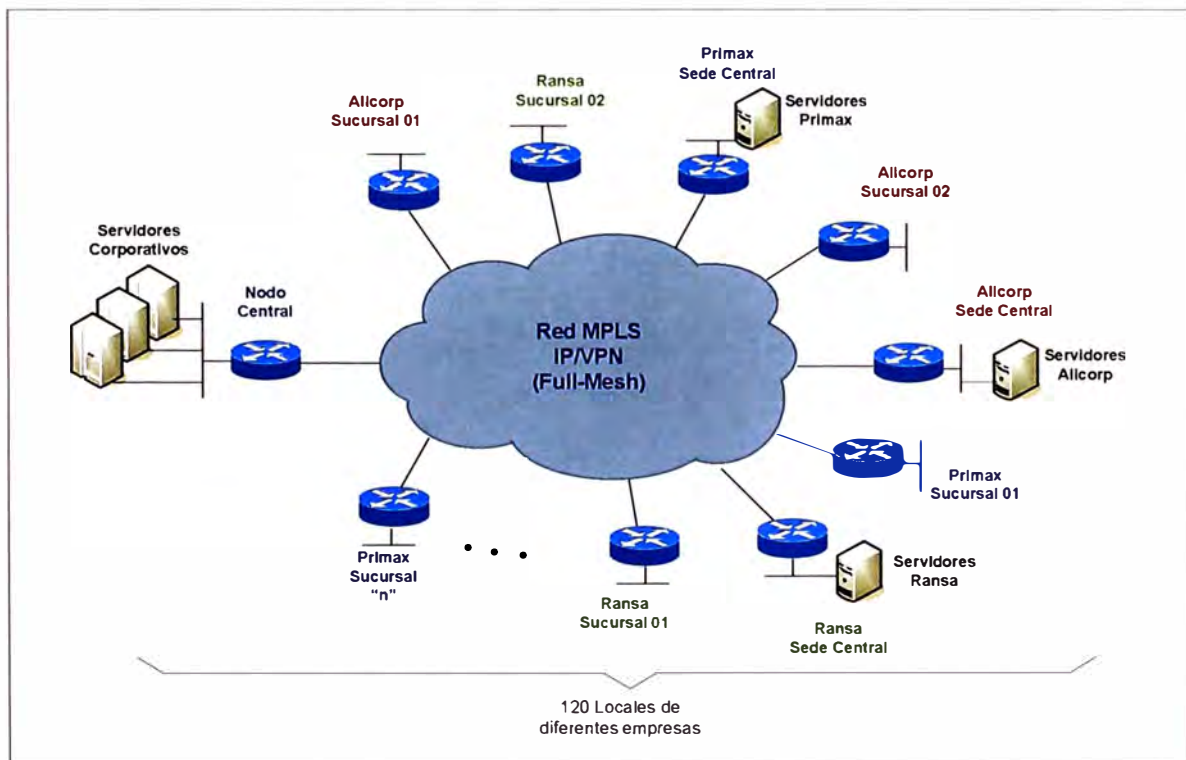 Primax
Sede Central
Ransa
Sucursal 02
Servidores
Primax
Alicorp
Sucursal 01
Alicorp
Sucursal 02
Servidores
Corporativos
Nodo
Central
Alicorp
Sede Central
Red MPLS
IP/VPN
(Full-Mesh)
Servidores
Alicorp
Primax
Sucursal 01
Primax
Sucursal
"n"
. . .
Servidores
Ransa
Ransa
Sucursal 01
Ransa
Sede Central
120 Locales de
diferentes empresas